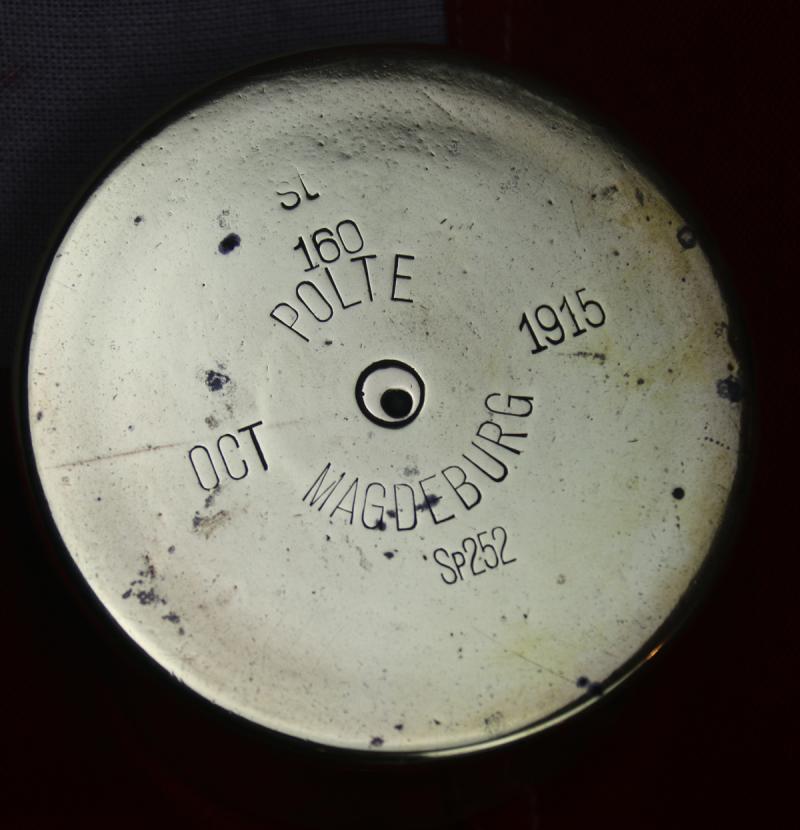 St
160
POLTE
1915
OCT
MAGDEBURG
Sp252